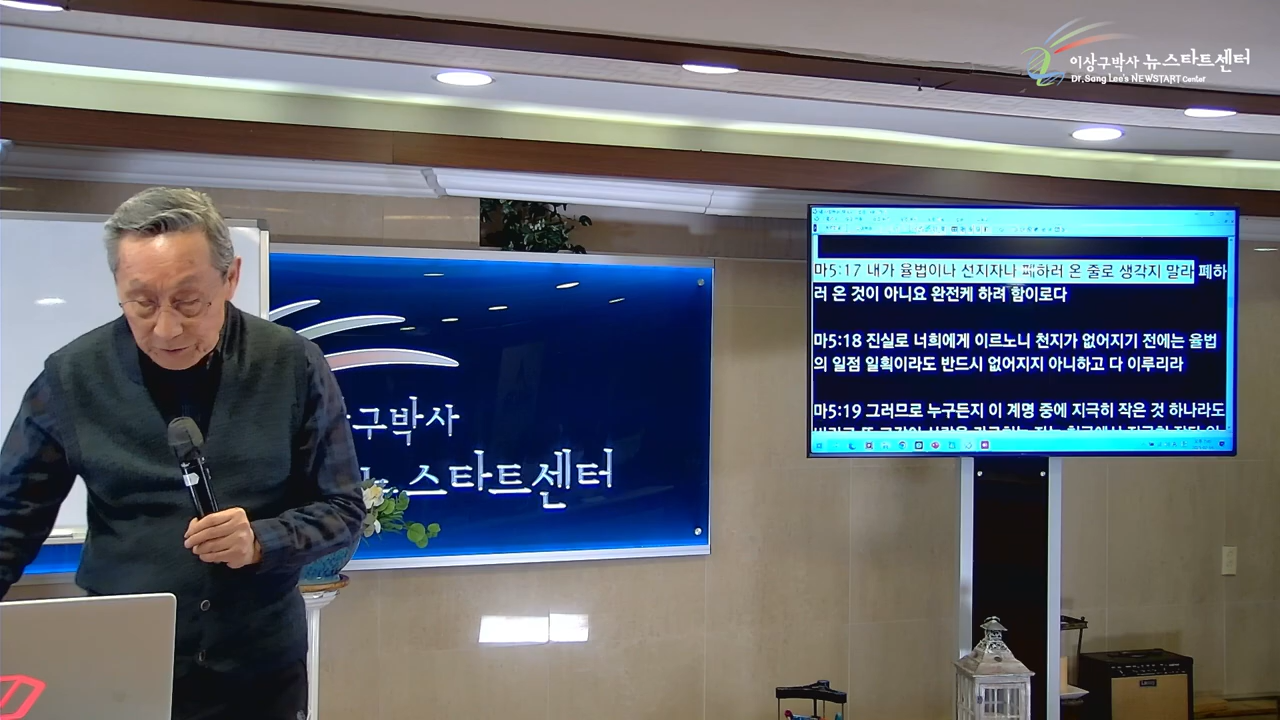 이상구박사 뉴스타트센터
Dr. Sang Lee's NEWSTART Center
마5:17 내가 율법이나 선지자나 폐하러 온 줄로 생각지 말라 폐하
러 온 것이 아니요 완전케 하려 함이로다
마5:18 진실로 너희에게 이르노니 천지가 없어지기 전에는 율법
의 일점 일획이라도 반드시 없어지지 아니하고 다 이루리라
마5:19 그러므로 누구든지 이 계명 중에 지극히 작은 것 하나라도
구박사
스타트센터